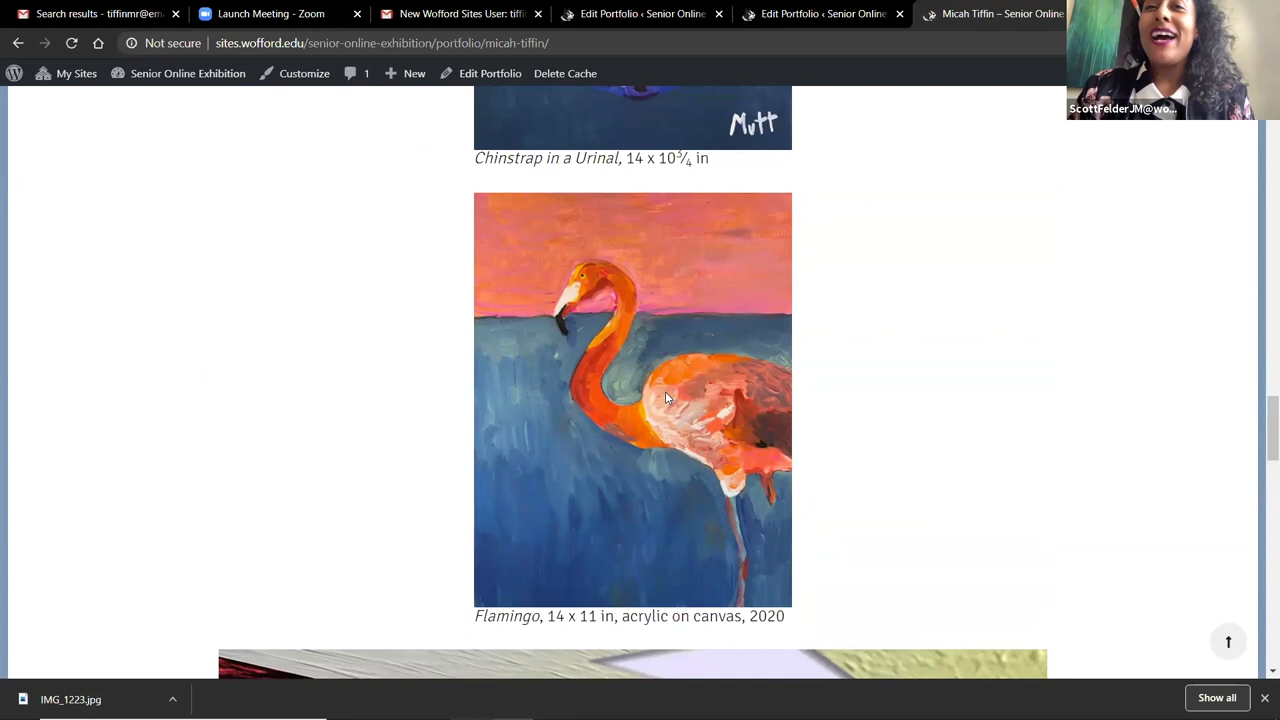 Search results - tiffinmr@em
Launch Meeting - Zoom
New Wofford Sites User: tiffi
Edit Portfolio ‹ Senior Online
Edit Portfolio ‹ Senior Online
Micah Tiffin – Senior Online
Not secure | sites.wofford.edu/senior-online-exhibition/portfolio/micah-tiffin/
My Sites
Senior Online Exhibition
Customize
1
New
Edit Portfolio
Delete Cache
ScottFelderJM@wo...
Mutt
Chinstrap in a Urinal, 14 x 10¾ in
Flamingo, 14 x 11 in, acrylic on canvas, 2020
IMG_1223.jpg
Show all